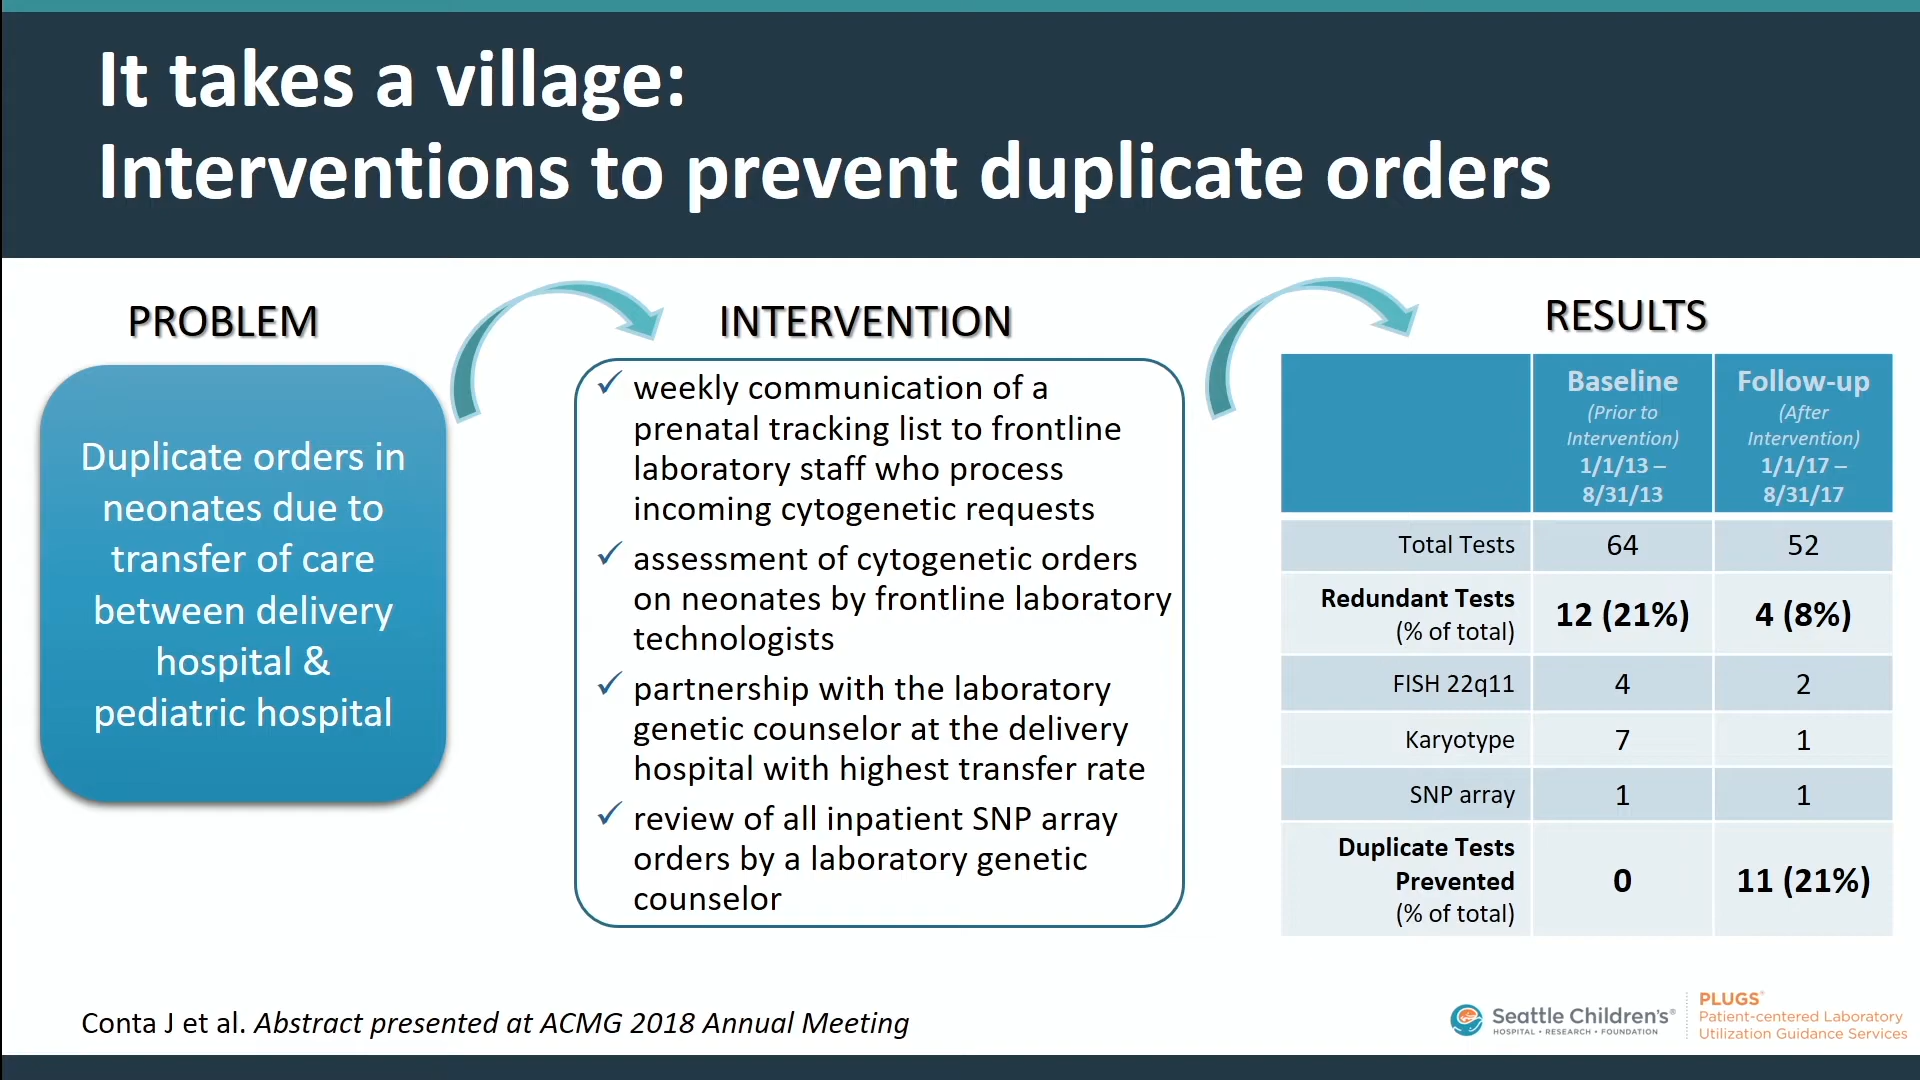 It takes a village:
Interventions to prevent duplicate orders
PROBLEM
Duplicate orders in
neonates due to
transfer of care
between delivery
hospital &
pediatric hospital
INTERVENTION
✓ weekly communication of a
prenatal tracking list to frontline
laboratory staff who process
incoming cytogenetic requests
✓ assessment of cytogenetic orders
on neonates by frontline laboratory
technologists
✓ partnership with the laboratory
genetic counselor at the delivery
hospital with highest transfer rate
✓ review of all inpatient SNP array
orders by a laboratory genetic
counselor
RESULTS
Baseline
(Prior to
Intervention)
1/1/13 –
8/31/13
Follow-up
(After
Intervention)
1/1/17 –
8/31/17
Total Tests 64 52
Redundant Tests
(% of total) 12 (21%) 4 (8%)
FISH 22q11 4 2
Karyotype 7 1
SNP array 1 1
Duplicate Tests
Prevented
(% of total) 0 11 (21%)
Conta J et al. Abstract presented at ACMG 2018 Annual Meeting
Seattle Children's®
HOSPITAL • RESEARCH • FOUNDATION
PLUGS®
Patient-centered Laboratory
Utilization Guidance Services